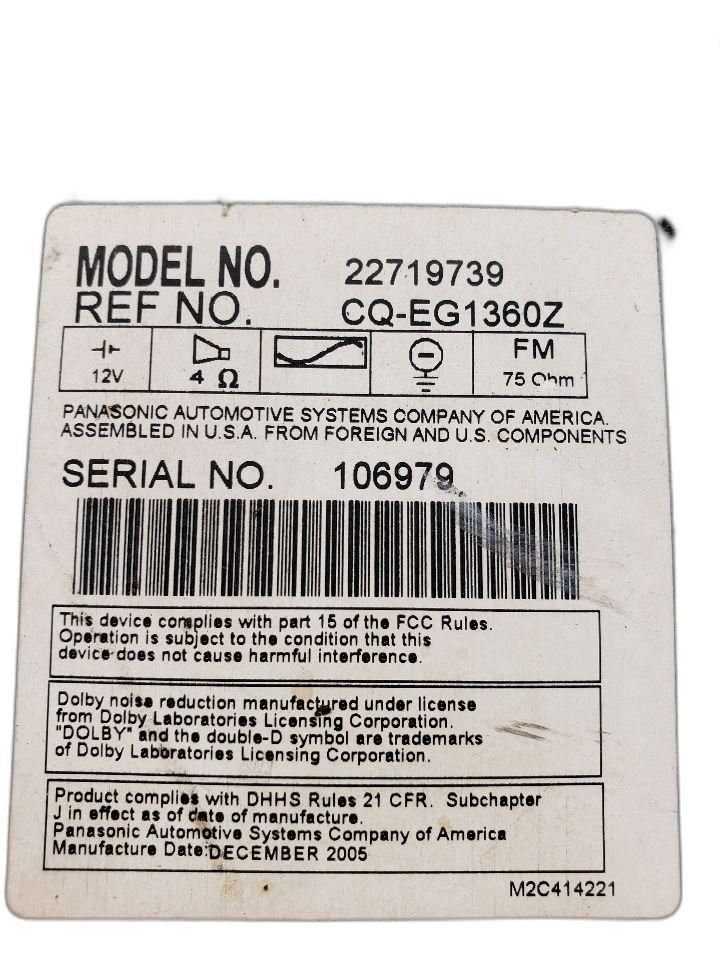 MODEL NO. 22719739
REF NO. CQ-EG1360Z
12V 4 Ω FM 75 Ohm
PANASONIC AUTOMOTIVE SYSTEMS COMPANY OF AMERICA.
ASSEMBLED IN U.S.A. FROM FOREIGN AND U.S. COMPONENTS
SERIAL NO. 106979
This device complies with part 15 of the FCC Rules.
Operation is subject to the condition that this
device does not cause harmful interference.
Dolby noise reduction manufactured under license
from Dolby Laboratories Licensing Corporation.
"DOLBY" and the double-D symbol are trademarks
of Dolby Laboratories Licensing Corporation.
Product complies with DHHS Rules 21 CFR. Subchapter
J in effect as of date of manufacture.
Panasonic Automotive Systems Company of America
Manufacture Date:DECEMBER 2005
M2C414221